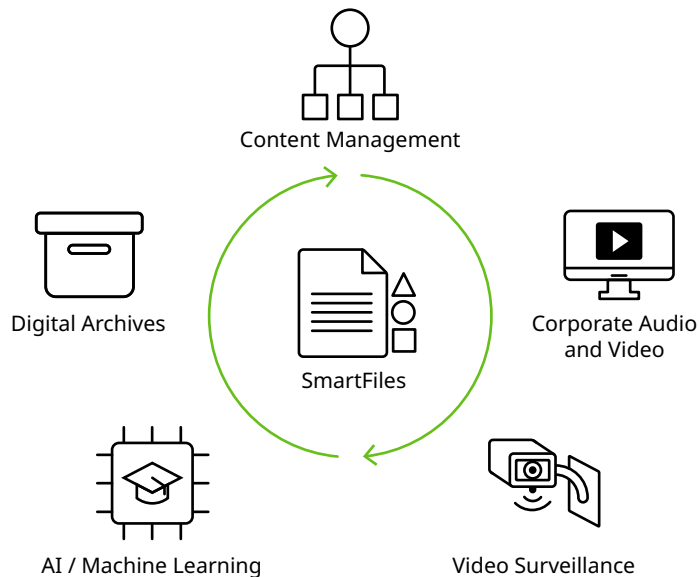 Content Management
Digital Archives
Corporate Audio
and Video
SmartFiles
AI / Machine Learning
Video Surveillance